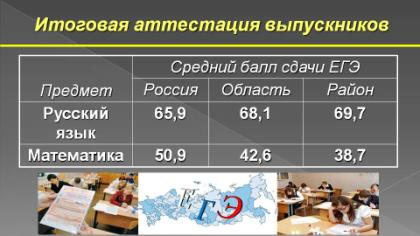 Итоговая аттестация выпускников
Средний балл сдачи ЕГЭ
Предмет Россия Область Район
Русский
язык 65,9 68,1 69,7
Математика 50,9 42,6 38,7
ЕГЭ